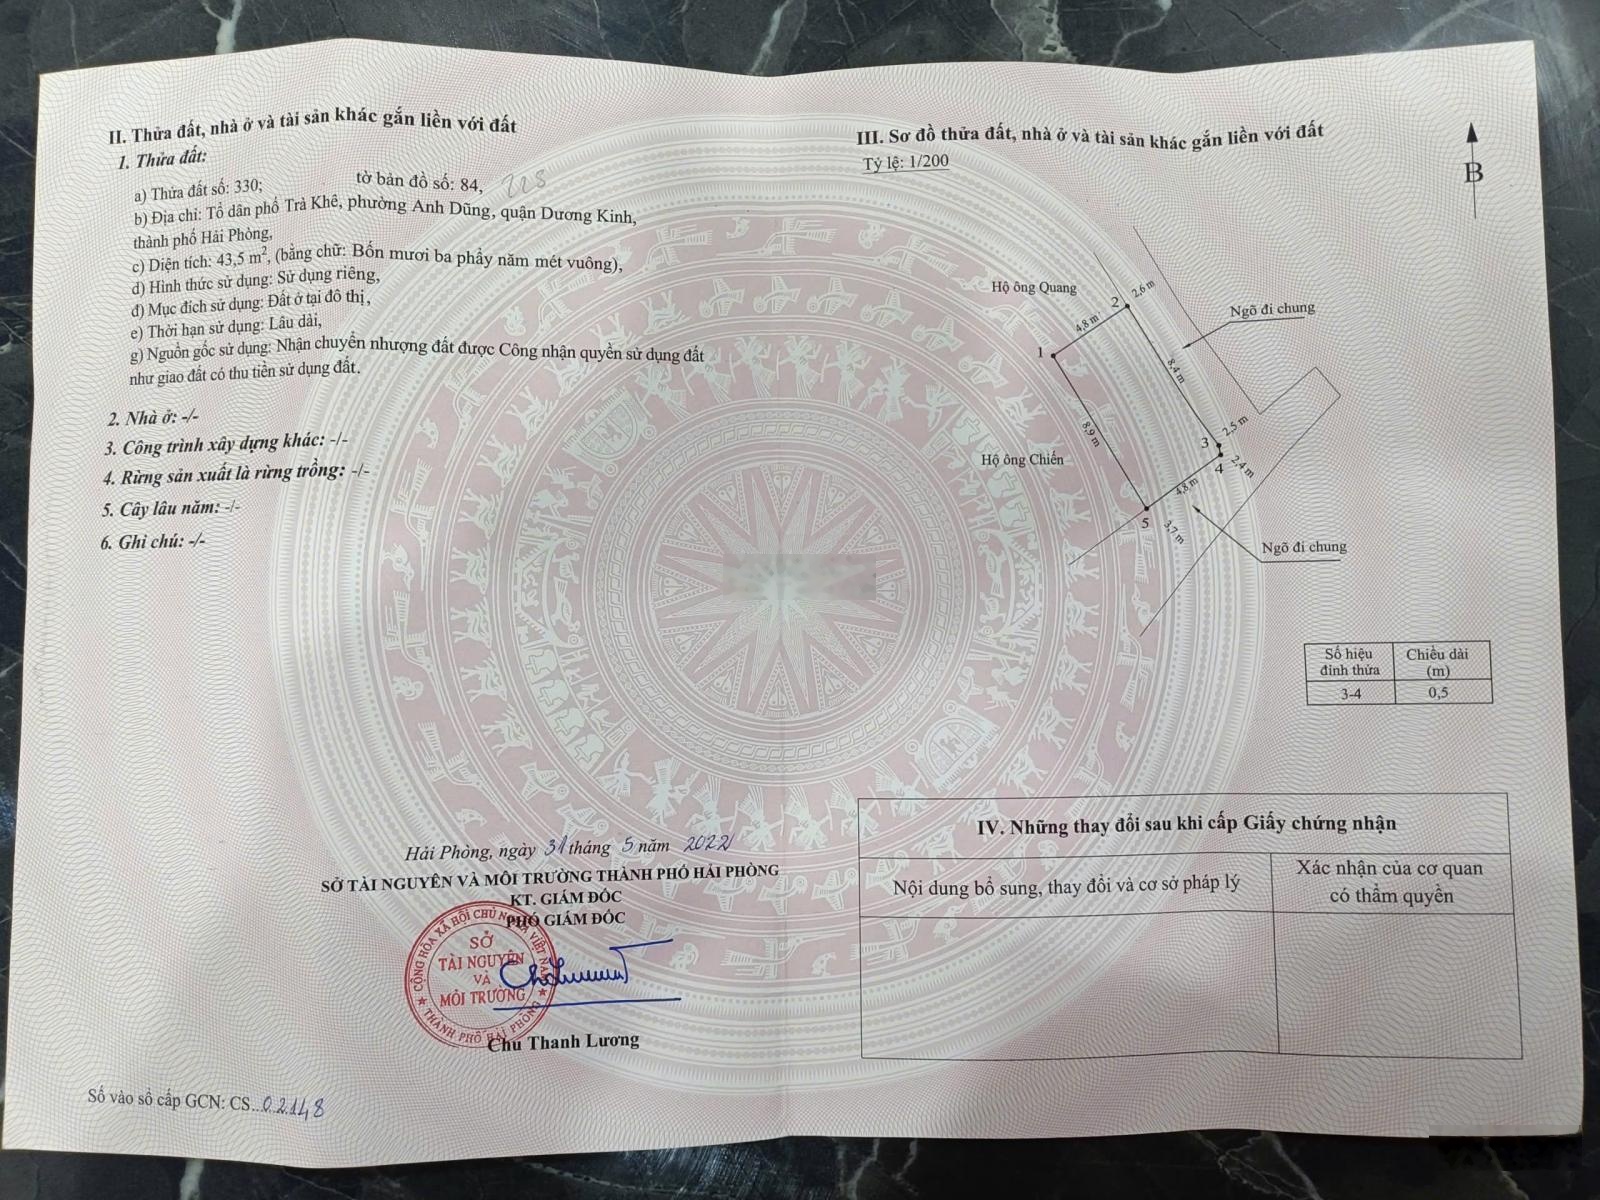 II. Thửa đất, nhà ở và tài sản khác gắn liền với đất
1. Thửa đất:
a) Thửa đất số: 330; tờ bản đồ số: 84, 228
b) Địa chỉ: Tổ dân phố Trà Khê, phường Anh Dũng, quận Dương Kinh,
thành phố Hải Phòng,
c) Diện tích: 43,5 m², (bằng chữ: Bốn mươi ba phẩy năm mét vuông),
d) Hình thức sử dụng: Sử dụng riêng,
đ) Mục đích sử dụng: Đất ở tại đô thị,
e) Thời hạn sử dụng: Lâu dài,
g) Nguồn gốc sử dụng: Nhận chuyển nhượng đất được Công nhận quyền sử dụng đất
như giao đất có thu tiền sử dụng đất.
2. Nhà ở: -/-
3. Công trình xây dựng khác: -/-
4. Rừng sản xuất là rừng trồng: -/-
5. Cây lâu năm: -/-
6. Ghi chú: -/-
Hải Phòng, ngày 31 tháng 5 năm 2022
SỞ TÀI NGUYÊN VÀ MÔI TRƯỜNG THÀNH PHỐ HẢI PHÒNG
KT. GIÁM ĐỐC
PHÓ GIÁM ĐỐC
CỘNG HÒA XÃ HỘI CHỦ NGHĨA VIỆT NAM
SỞ
TÀI NGUYÊN
VÀ
MÔI TRƯỜNG
THÀNH PHỐ HẢI PHÒNG
Chu Thanh Lương
Số vào sổ cấp GCN: CS..02148
III. Sơ đồ thửa đất, nhà ở và tài sản khác gắn liền với đất
Tỷ lệ: 1/200
B
Hộ ông Quang
2
2,6 m
4,8 m
Ngõ đi chung
1
8,4 m
8,9 m
2,5 m
3
Hộ ông Chiến
4
2,4 m
4,8 m
5
3,7 m
Ngõ đi chung
Số hiệu đỉnh thửa
Chiều dài (m)
3-4
0,5
IV. Những thay đổi sau khi cấp Giấy chứng nhận
Nội dung bổ sung, thay đổi và cơ sở pháp lý
Xác nhận của cơ quan
có thẩm quyền